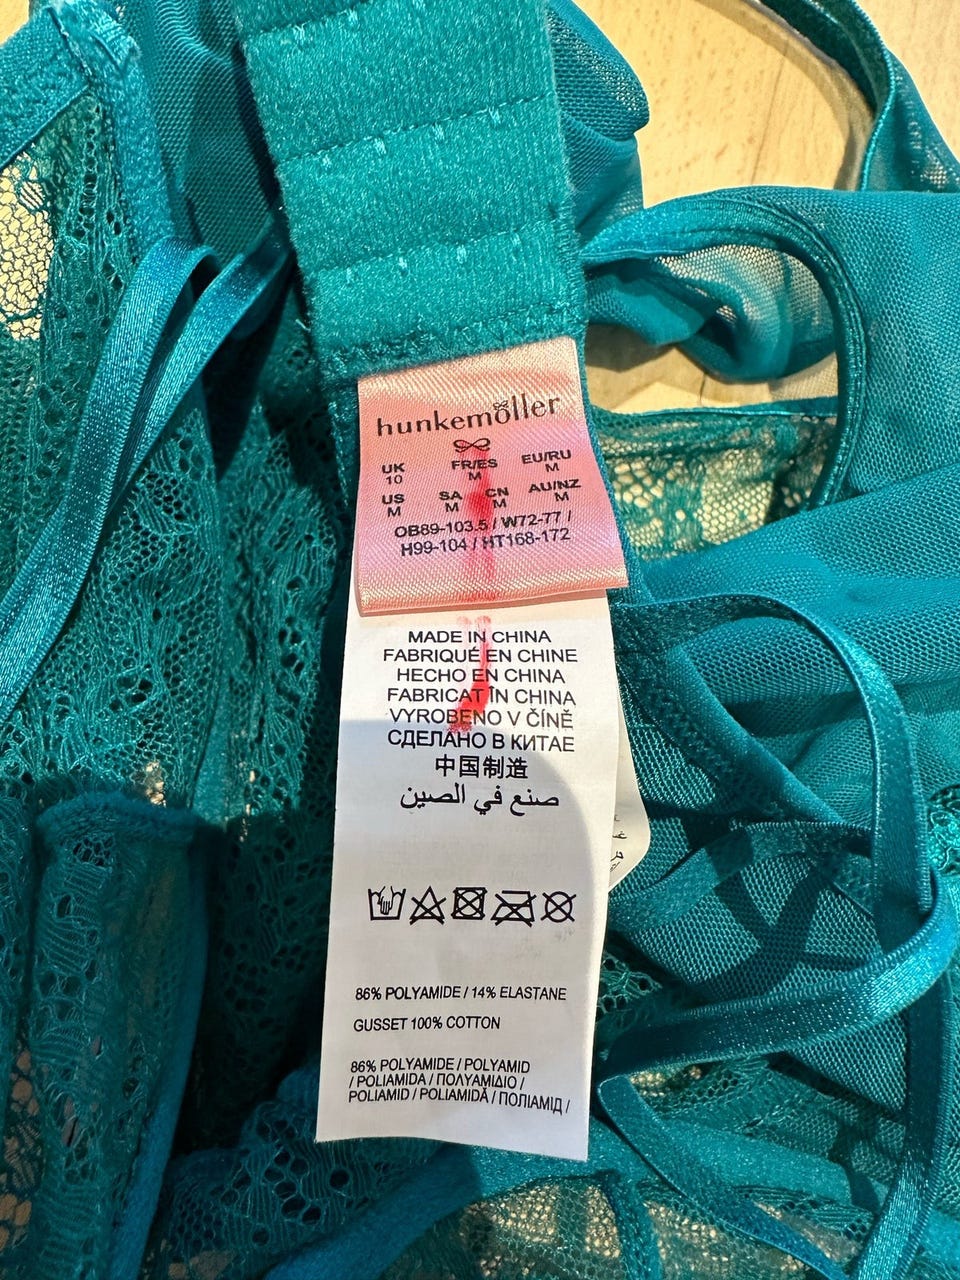 hunkemöller
UK FR/ES EU/RU
10 M M
US SA CN AU/NZ
M M M M
OB89-103.5 / W72-77 /
H99-104 / HT168-172
MADE IN CHINA
FABRIQUÉ EN CHINE
HECHO EN CHINA
FABRICAT ÎN CHINA
VYROBENO V ČÍNĚ
СДЕЛАНО В КИТАЕ
中国制造
صنع في الصين
86% POLYAMIDE / 14% ELASTANE
GUSSET 100% COTTON
86% POLYAMIDE / POLYAMID
/ POLIAMIDA / ΠΟΛΥΑΜΙΔΙΟ /
POLIAMID / POLIAMIDĂ / ПОЛІАМІД /